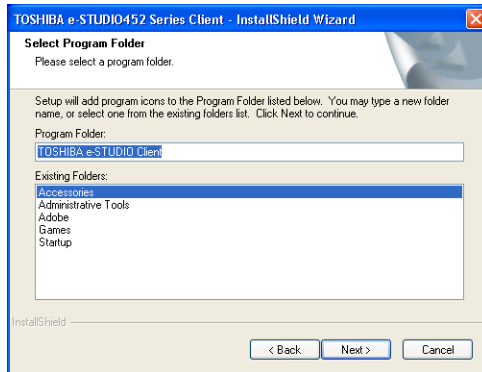 TOSHIBA e-STUDIO452 Series Client - InstallShield Wizard
Select Program Folder
Please select a program folder.
Setup will add program icons to the Program Folder listed below. You may type a new folder
name, or select one from the existing folders list. Click Next to continue.
Program Folder:
TOSHIBA e-STUDIO Client
Existing Folders:
Accessories
Administrative Tools
Adobe
Games
Startup
InstallShield
< Back Next > Cancel